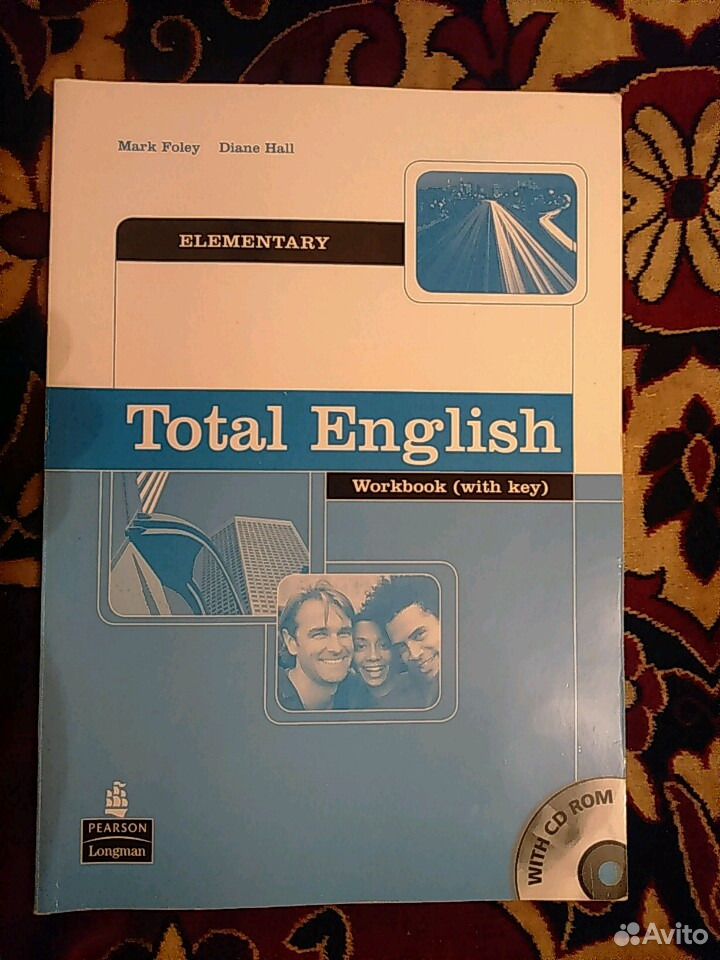 Mark Foley Diane Hall
ELEMENTARY
Total English
Workbook (with key)
PEARSON
Longman
WITH CD ROM
Avito